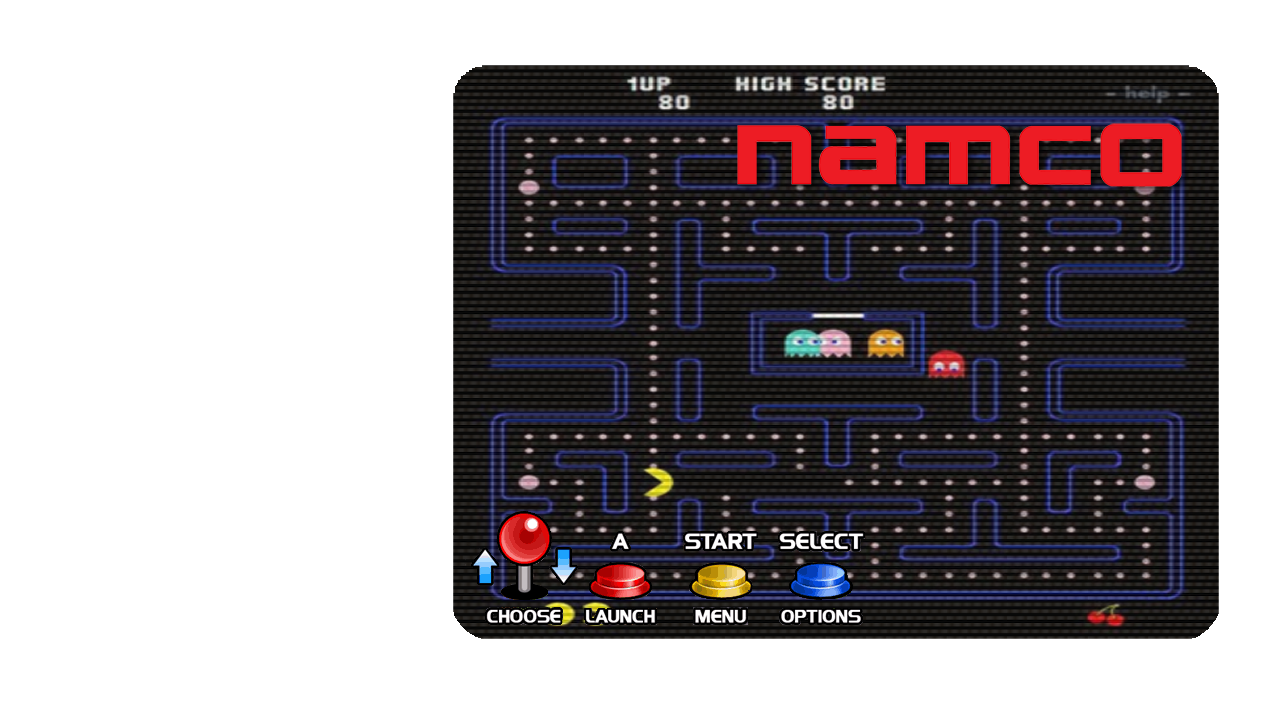 1UP HIGH SCORE
80 80
- help -
namco
A START SELECT
CHOOSE LAUNCH MENU OPTIONS